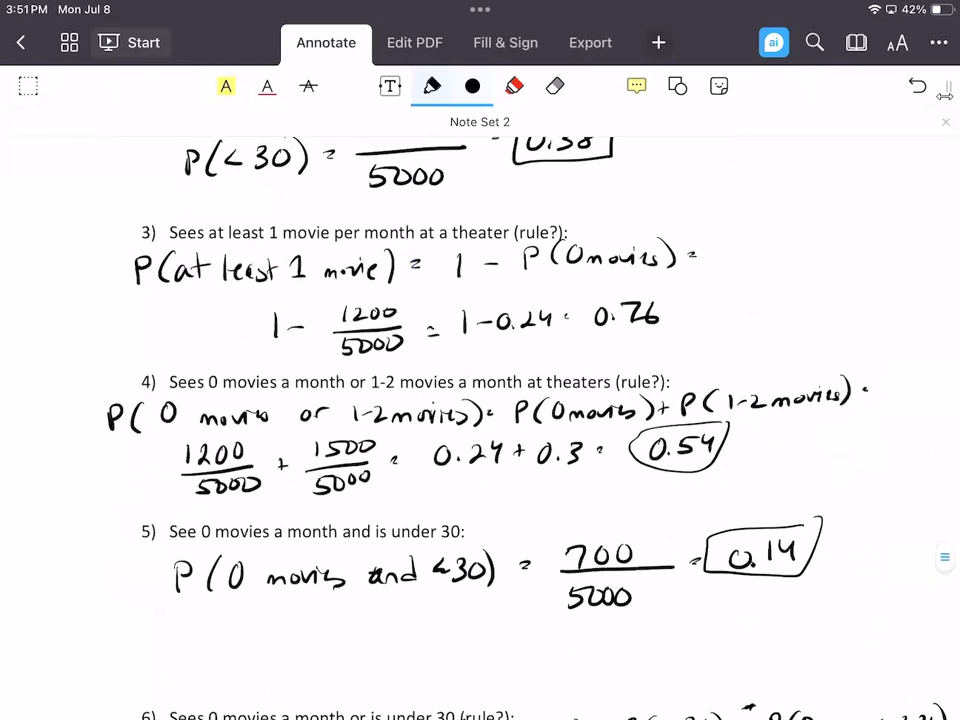 3:51 PM Mon Jul 8 42%
Start Annotate Edit PDF Fill & Sign Export + ai AA
A A A T
Note Set 2 ×
P(< 30) = 5000 = 0.38
3) Sees at least 1 movie per month at a theater (rule?):
P(at least 1 movie) = 1 - P(0 movies) =
1 - 1200/5000 = 1 - 0.24 = 0.76
4) Sees 0 movies a month or 1-2 movies a month at theaters (rule?):
P( 0 movies or 1-2 movies) = P(0 movies) + P(1-2 movies) =
1200/5000 + 1500/5000 = 0.24 + 0.3 = 0.54
5) See 0 movies a month and is under 30:
P(0 movies and <30) = 700/5000 = 0.14
6) Sees 0 movies a month or is under 30 (rule?):